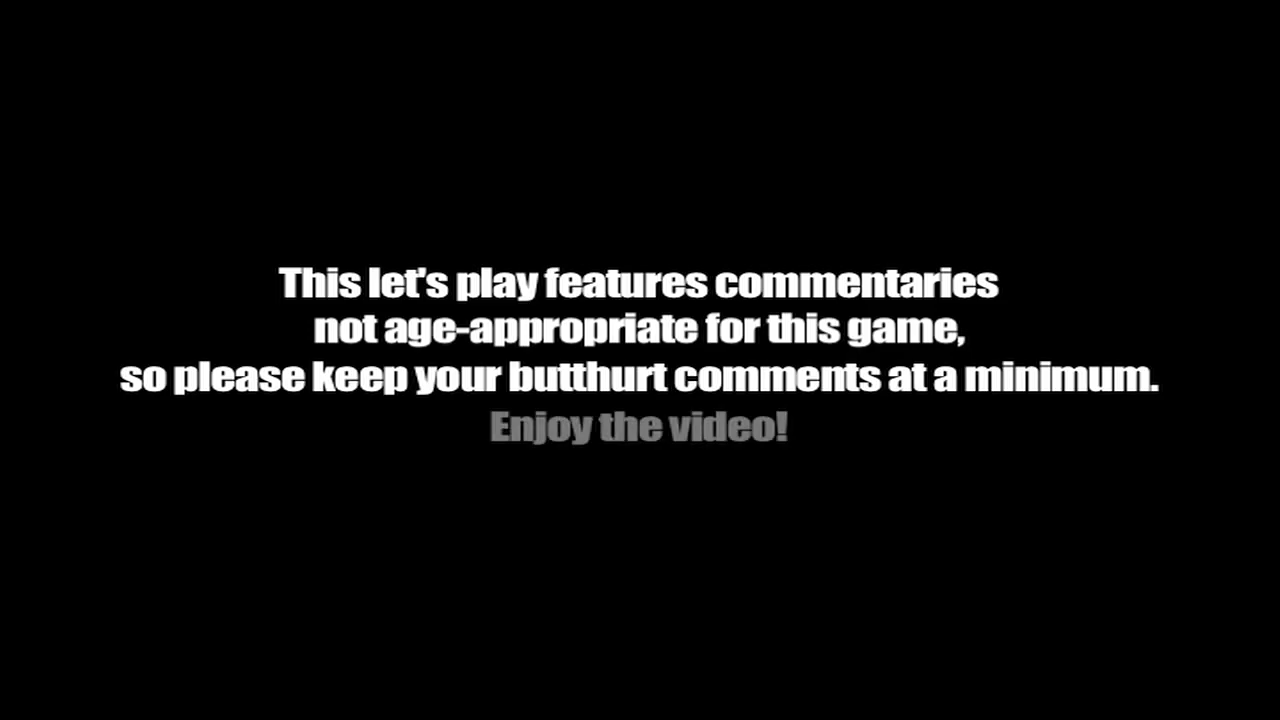 This let's play features commentaries
not age-appropriate for this game,
so please keep your butthurt comments at a minimum.
Enjoy the video!